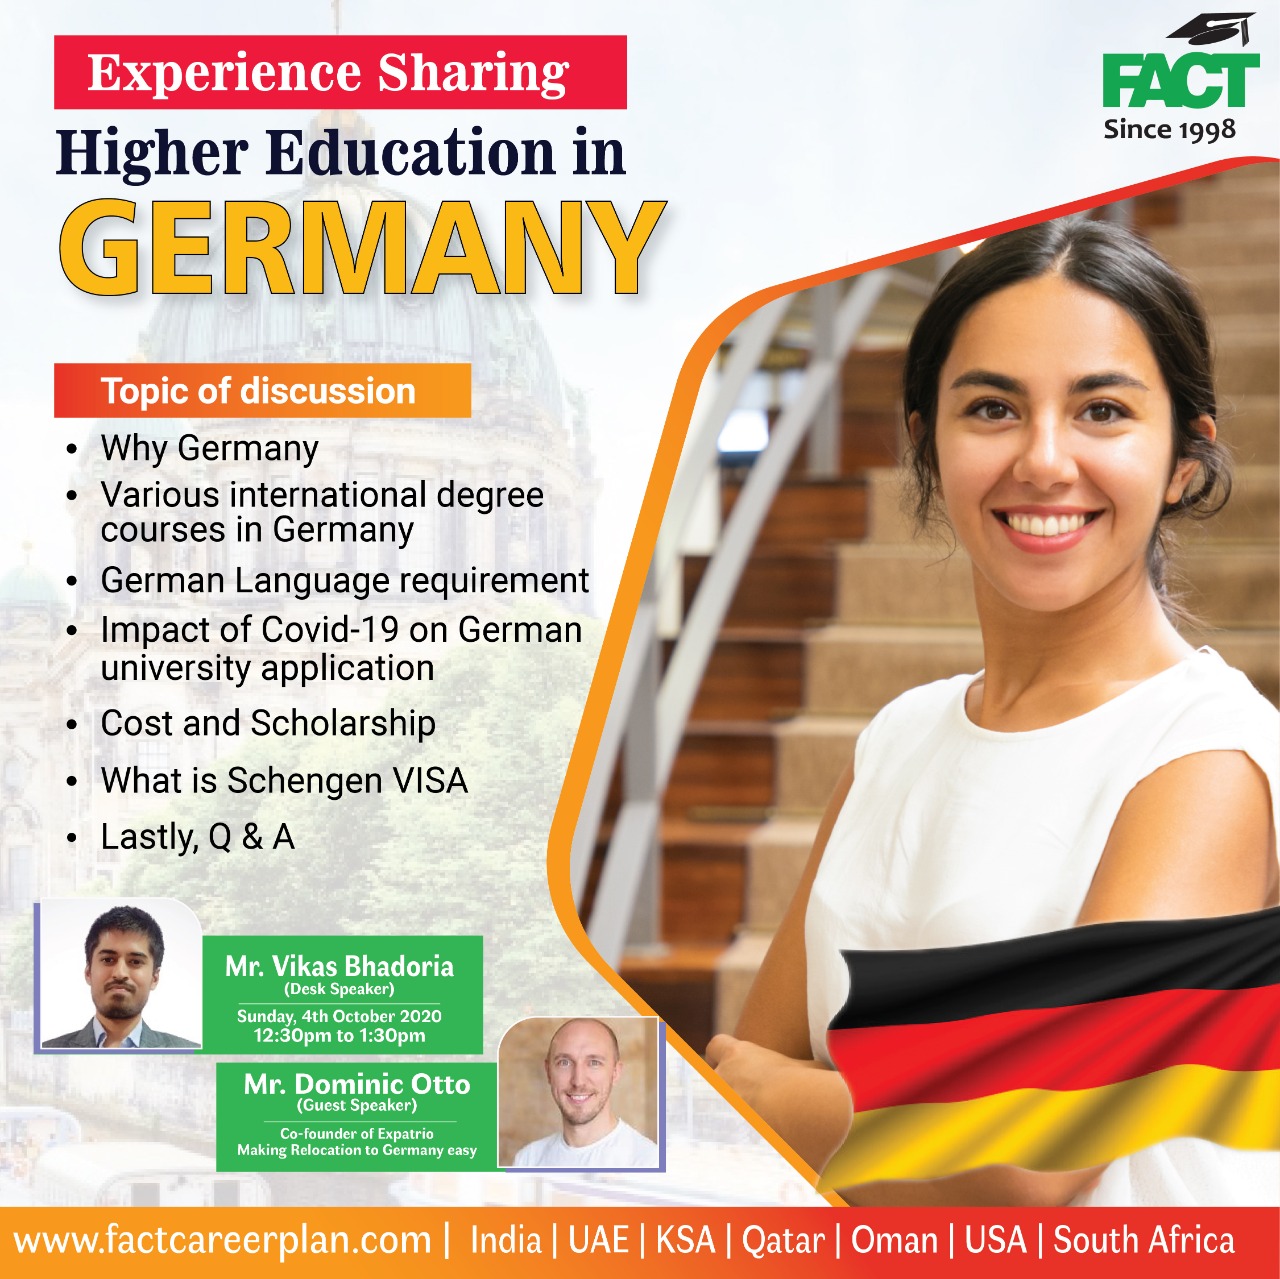 Experience Sharing
Higher Education in
GERMANY
FACT
Since 1998
Topic of discussion
• Why Germany
• Various international degree
courses in Germany
• German Language requirement
• Impact of Covid-19 on German
university application
• Cost and Scholarship
• What is Schengen VISA
• Lastly, Q & A
Mr. Vikas Bhadoria
(Desk Speaker)
Sunday, 4th October 2020
12:30pm to 1:30pm
Mr. Dominic Otto
(Guest Speaker)
Co-founder of Expatrio
Making Relocation to Germany easy
www.factcareerplan.com | India | UAE | KSA | Qatar | Oman | USA | South Africa